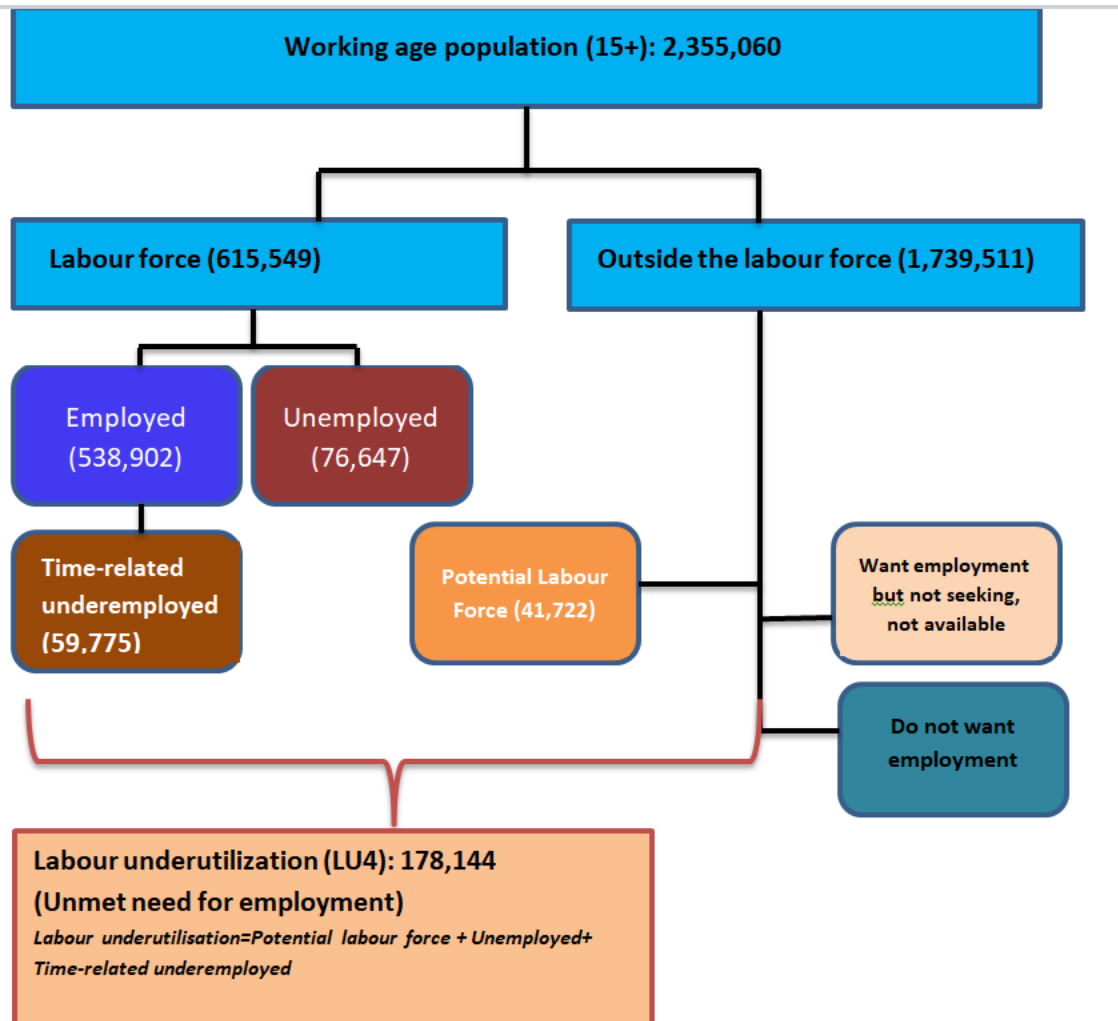 Working age population (15+): 2,355,060
Labour force (615,549)
Outside the labour force (1,739,511)
Employed
(538,902)
Unemployed
(76,647)
Time-related
underemployed
(59,775)
Potential Labour
Force (41,722)
Want employment
but not seeking,
not available
Do not want
employment
Labour underutilization (LU4): 178,144
(Unmet need for employment)
Labour underutilisation=Potential labour force + Unemployed+
Time-related underemployed